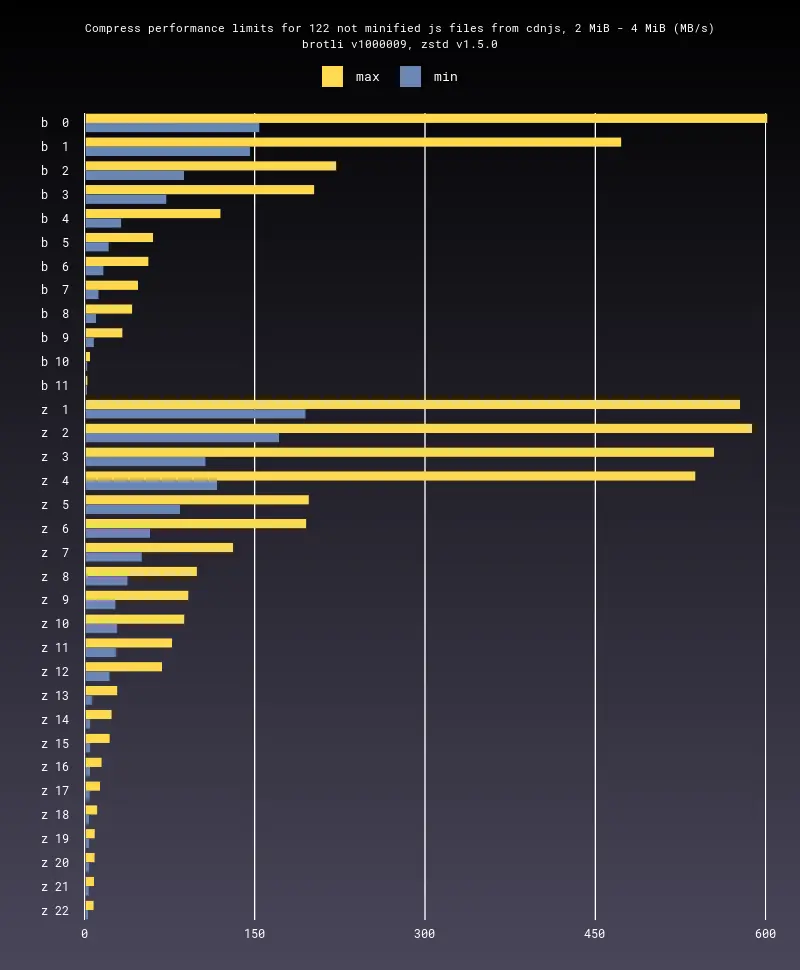 Compress performance limits for 122 not minified js files from cdnjs, 2 MiB - 4 MiB (MB/s)
brotli v1000009, zstd v1.5.0
max min
b 0
b 1
b 2
b 3
b 4
b 5
b 6
b 7
b 8
b 9
b 10
b 11
z 1
z 2
z 3
z 4
z 5
z 6
z 7
z 8
z 9
z 10
z 11
z 12
z 13
z 14
z 15
z 16
z 17
z 18
z 19
z 20
z 21
z 22
0 150 300 450 600